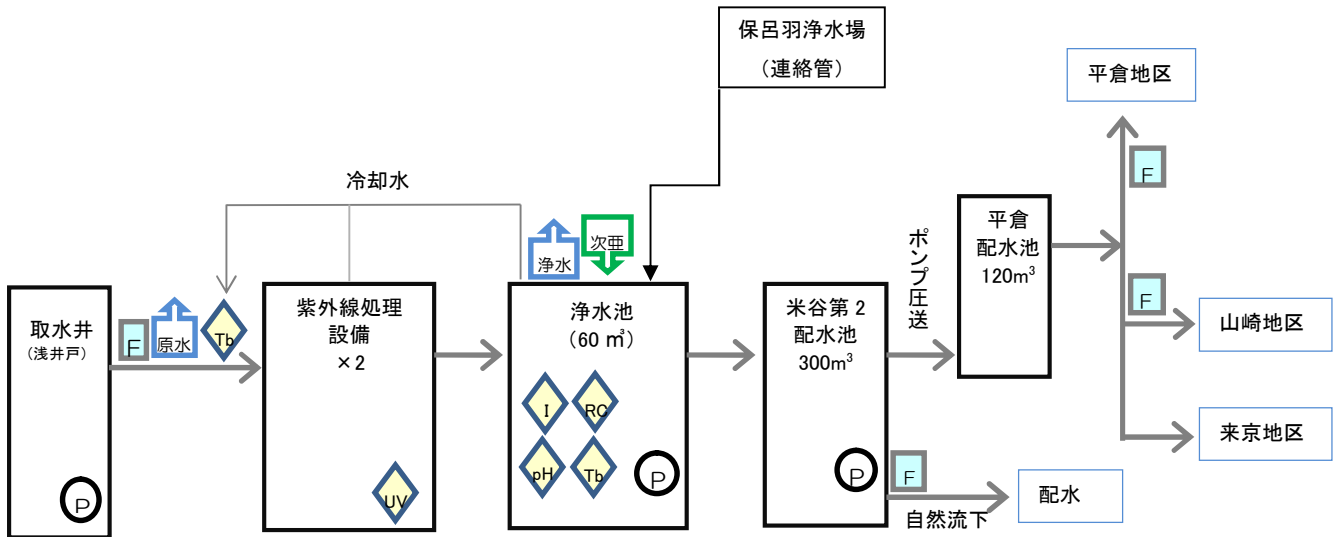 保呂羽浄水場
（連絡管）
平倉地区
冷却水
F
次亜
浄水
ポンプ圧送
平倉
配水池
120m³
取水井
(浅井戸)
F
原水
Tb
紫外線処理
設備
×2
浄水池
（60 ㎥）
米谷第2
配水池
300m³
F
山崎地区
I
RC
pH
Tb
P
UV
P
P
F
来京地区
配水
自然流下